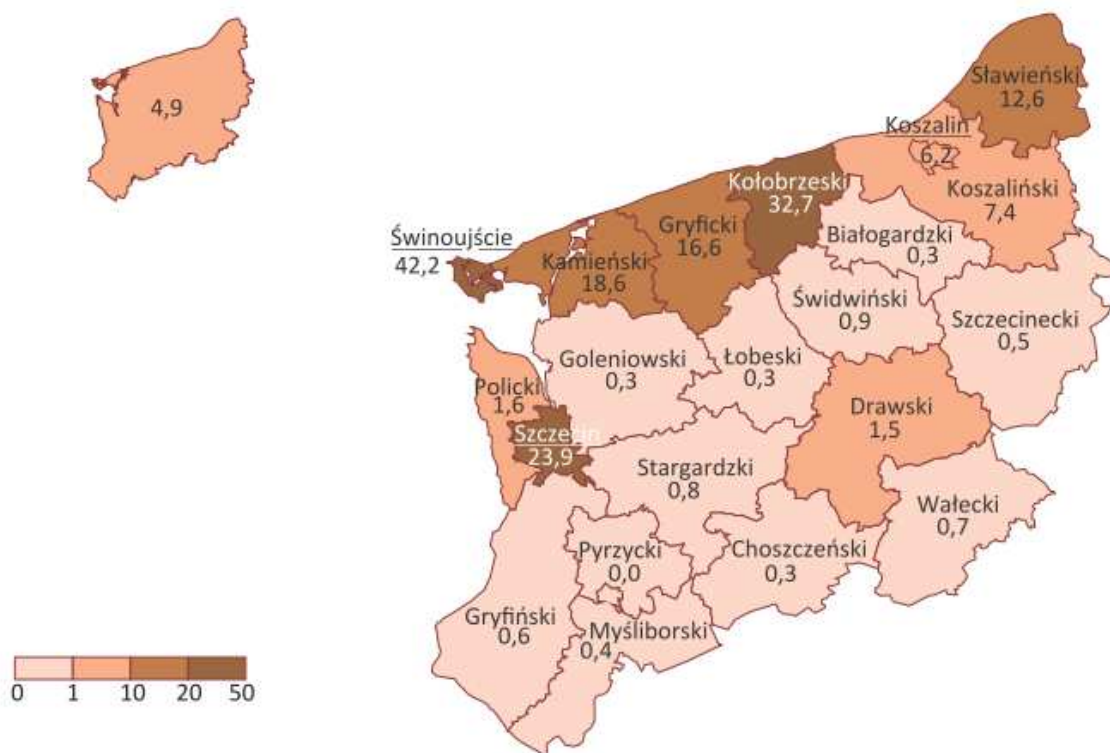 4,9
Sławieński
12,6
Koszalin
6,2
Koszaliński
7,4
Kołobrzeski
32,7
Gryficki
16,6
Białogardzki
0,3
Świnoujście
42,2
Kamieński
18,6
Świdwiński
0,9
Szczecinecki
0,5
Goleniowski
0,3
Łobeski
0,3
Policki
1,6
Drawski
1,5
Szczecin
23,9
Stargardzki
0,8
Wałecki
0,7
Pyrzycki
0,0
Choszczeński
0,3
Gryfiński
0,6
Myśliborski
0,4
0 1 10 20 50